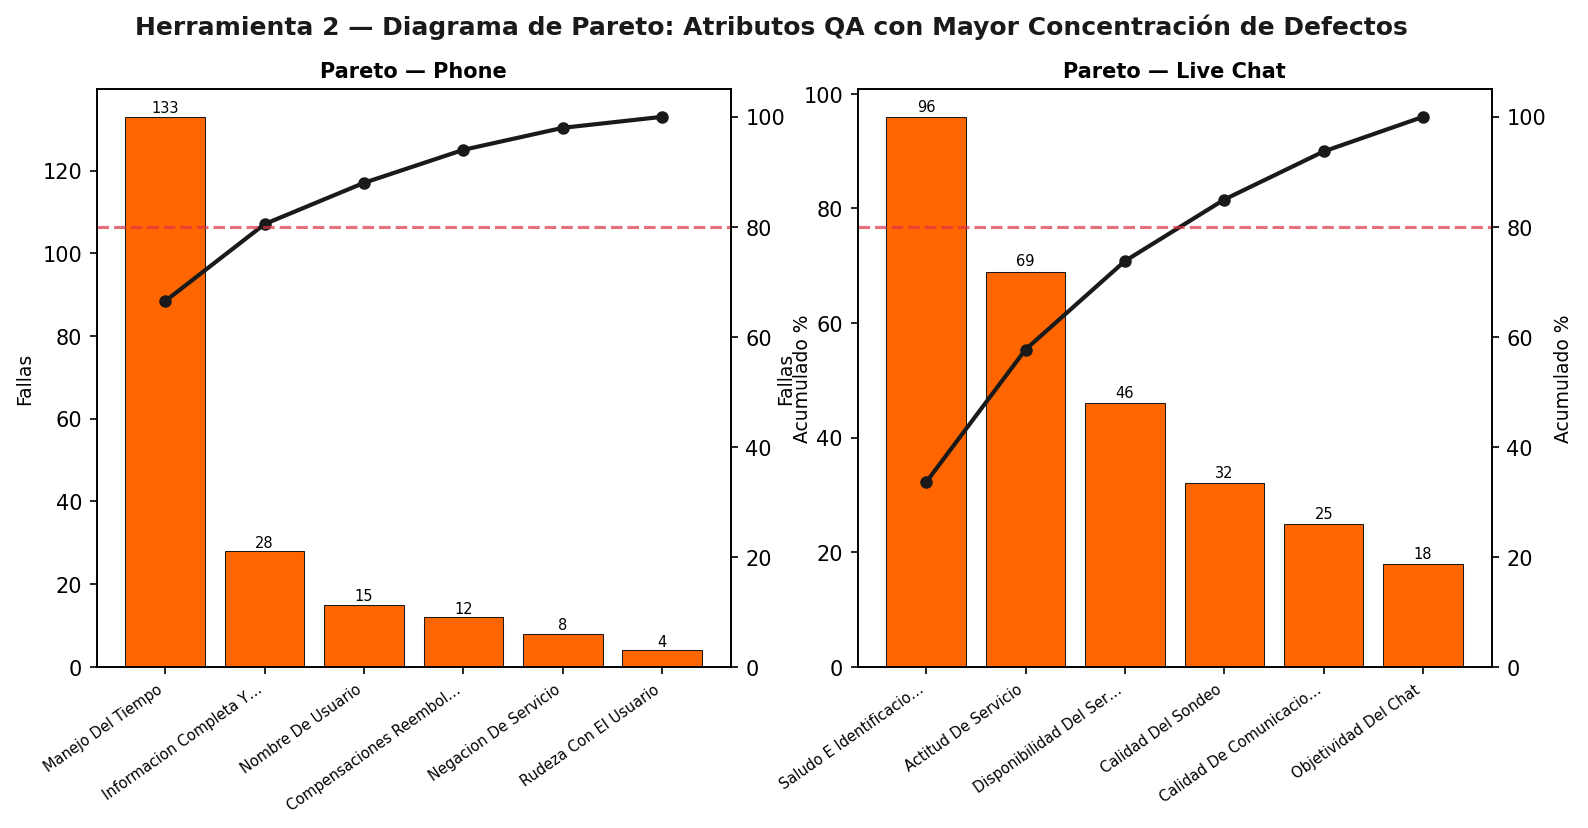 Herramienta 2 — Diagrama de Pareto: Atributos QA con Mayor Concentración de Defectos
Pareto — Phone
133
28
15
12
8
4
120
100
80
60
40
20
0
Fallas
100
80
60
40
20
0
Acumulado %
Manejo Del Tiempo
Informacion Completa Y...
Nombre De Usuario
Compensaciones Reembol...
Negacion De Servicio
Rudeza Con El Usuario
Pareto — Live Chat
96
69
46
32
25
18
100
80
60
40
20
0
Fallas
100
80
60
40
20
0
Acumulado %
Saludo E Identificacio...
Actitud De Servicio
Disponibilidad Del Ser...
Calidad Del Sondeo
Calidad De Comunicacio...
Objetividad Del Chat